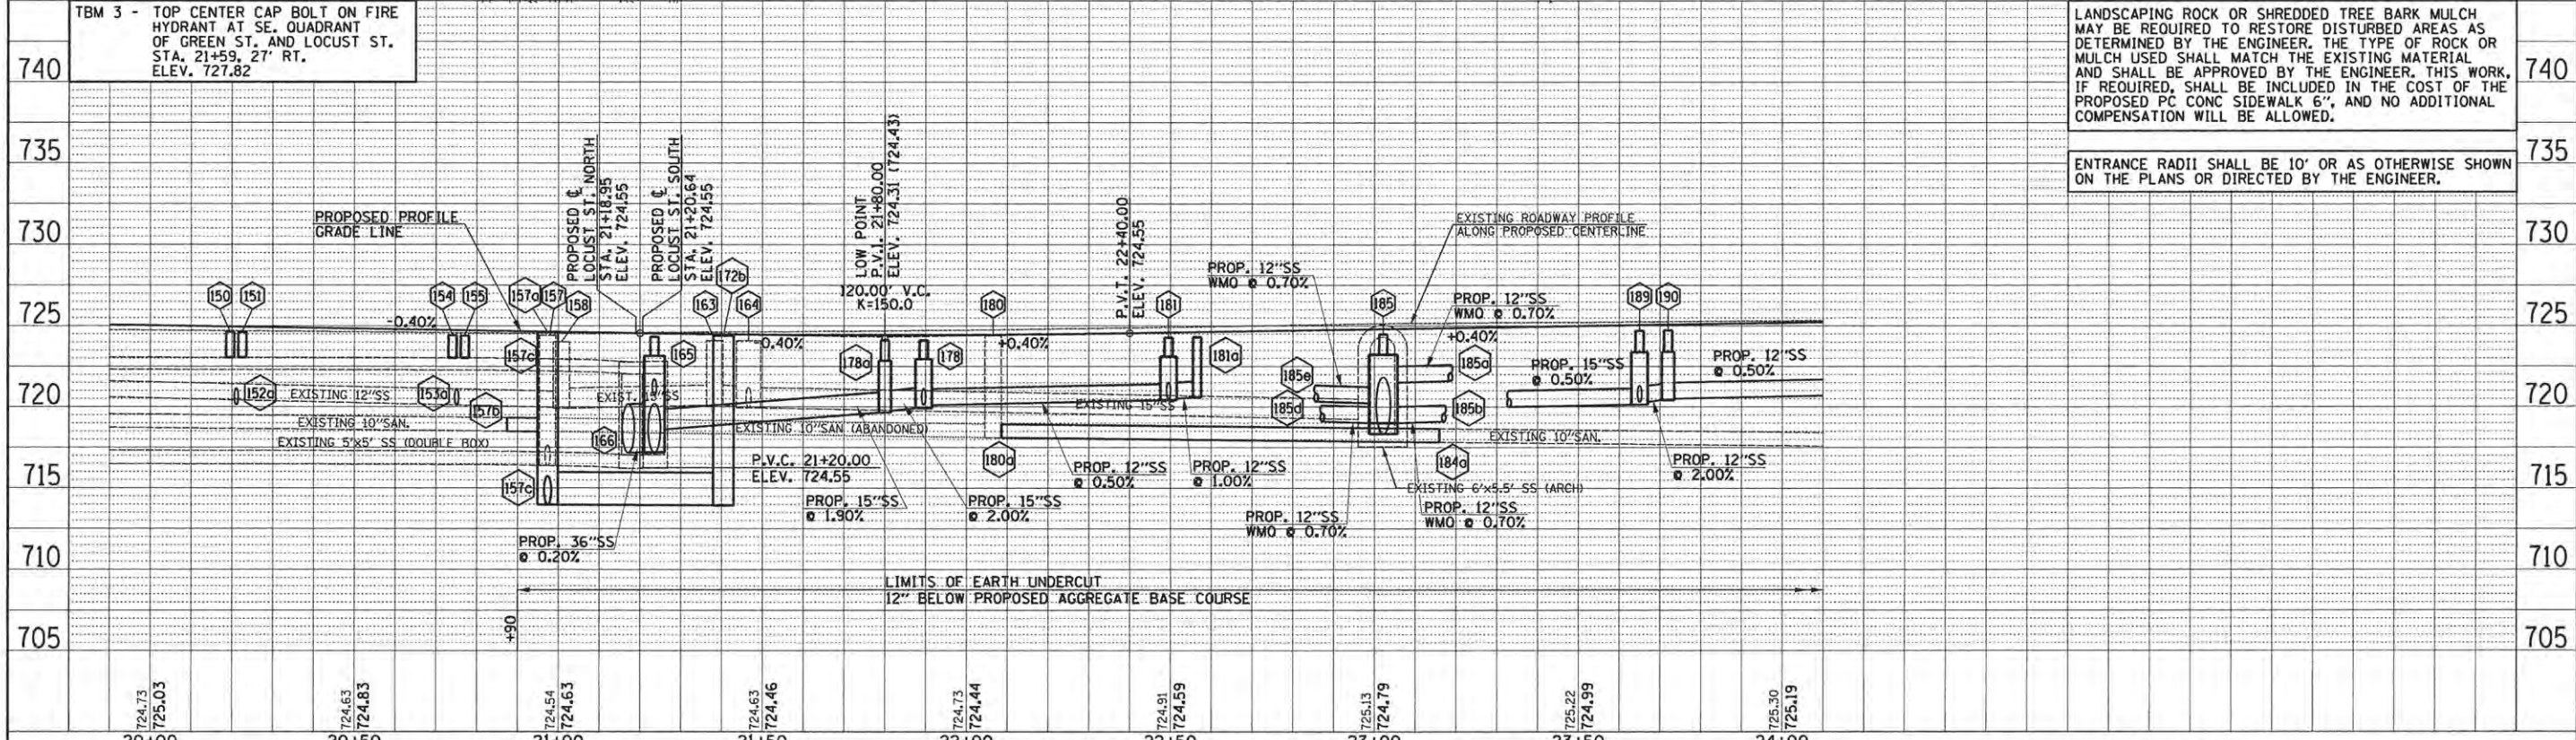 TBM 3 - TOP CENTER CAP BOLT ON FIRE
HYDRANT AT SE. QUADRANT
OF GREEN ST. AND LOCUST ST.
STA. 21+59, 27' RT.
ELEV. 727.82
LANDSCAPING ROCK OR SHREDDED TREE BARK MULCH
MAY BE REQUIRED TO RESTORE DISTURBED AREAS AS
DETERMINED BY THE ENGINEER. THE TYPE OF ROCK OR
MULCH USED SHALL MATCH THE EXISTING MATERIAL
AND SHALL BE APPROVED BY THE ENGINEER. THIS WORK,
IF REQUIRED, SHALL BE INCLUDED IN THE COST OF THE
PROPOSED PC CONC SIDEWALK 6", AND NO ADDITIONAL
COMPENSATION WILL BE ALLOWED.
ENTRANCE RADII SHALL BE 10' OR AS OTHERWISE SHOWN
ON THE PLANS OR DIRECTED BY THE ENGINEER.
740
735
730
725
720
715
710
705
740
735
730
725
720
715
710
705
PROPOSED PROFILE
GRADE LINE
PROPOSED ℄
LOCUST ST. NORTH
STA. 21+18.95
ELEV. 724.55
PROPOSED ℄
LOCUST ST. SOUTH
STA. 21+20.64
ELEV. 724.55
LOW POINT
P.V.I. 21+80.00
ELEV. 724.31 (724.43)
120.00' V.C.
K=150.0
P.V.T. 22+40.00
ELEV. 724.55
EXISTING ROADWAY PROFILE
ALONG PROPOSED CENTERLINE
PROP. 12"SS
WMO @ 0.70%
PROP. 12"SS
WMO @ 0.70%
150
151
154
155
157a
157
158
163
172b
164
180
181
185
189
190
-0.40%
-0.40%
+0.40%
+0.40%
157c
165
178a
178
181a
185e
185a
PROP. 15"SS
@ 0.50%
PROP. 12"SS
@ 0.50%
152a
EXISTING 12"SS
153a
157b
EXIST. 15"SS
EXISTING 15"SS
185d
185b
EXISTING 10"SAN.
EXISTING 5'x5' SS (DOUBLE BOX)
166
EXISTING 10"SAN (ABANDONED)
EXISTING 10"SAN.
P.V.C. 21+20.00
ELEV. 724.55
180a
184a
157c
PROP. 15"SS
@ 1.90%
PROP. 15"SS
@ 2.00%
PROP. 12"SS
@ 0.50%
PROP. 12"SS
@ 1.00%
EXISTING 6'x5.5' SS (ARCH)
PROP. 12"SS
@ 2.00%
PROP. 12"SS
WMO @ 0.70%
PROP. 12"SS
WMO @ 0.70%
PROP. 36"SS
@ 0.20%
LIMITS OF EARTH UNDERCUT
12" BELOW PROPOSED AGGREGATE BASE COURSE
+90
724.73
725.03
724.63
724.83
724.54
724.63
724.63
724.46
724.73
724.44
724.91
724.59
725.13
724.79
725.22
724.99
725.30
725.19